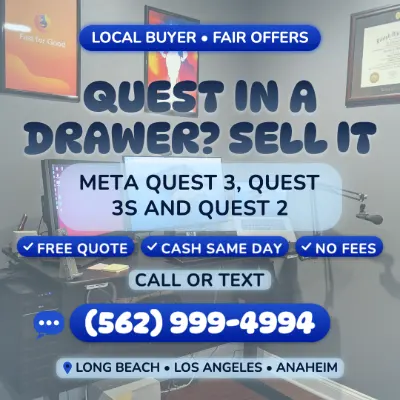 LOCAL BUYER • FAIR OFFERS
QUEST IN A
DRAWER? SELL IT
META QUEST 3, QUEST
3S AND QUEST 2
✓ FREE QUOTE ✓ CASH SAME DAY ✓ NO FEES
CALL OR TEXT
(562) 999-4994
LONG BEACH • LOS ANGELES • ANAHEIM